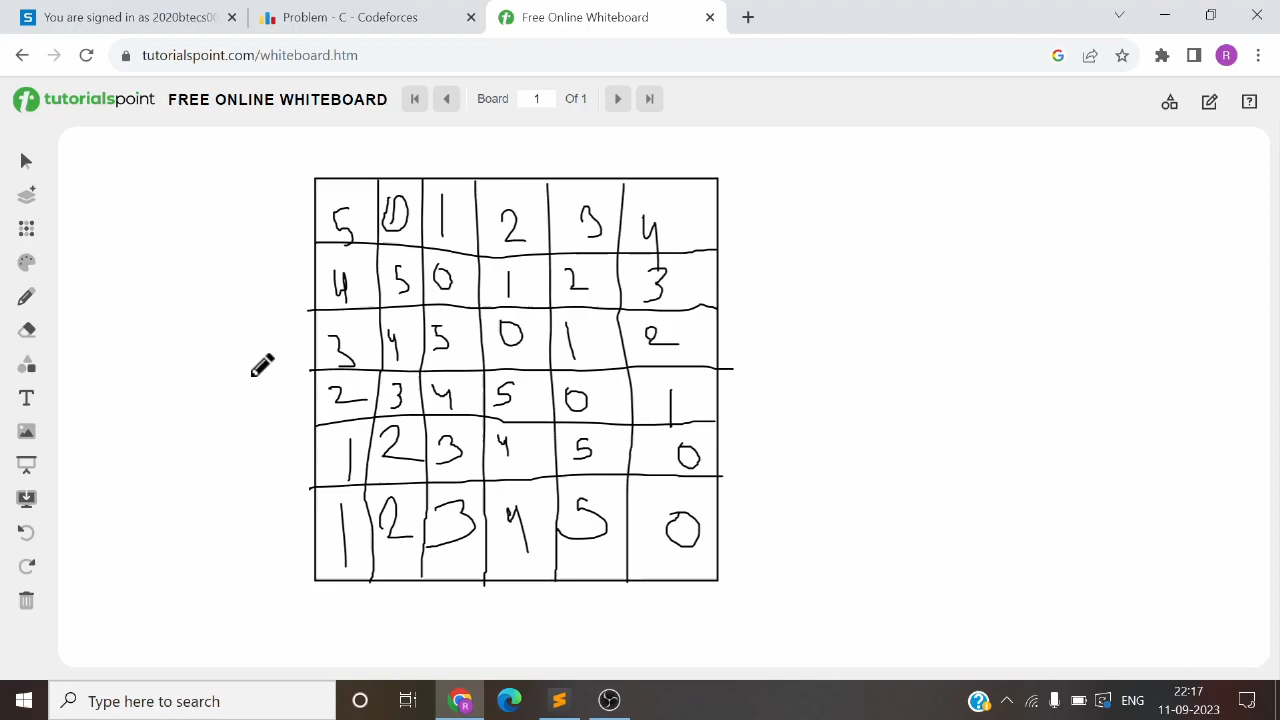 You are signed in as 2020btecs00
Problem - C - Codeforces
Free Online Whiteboard
tutorialspoint.com/whiteboard.htm
R
tutorialspoint FREE ONLINE WHITEBOARD
Board 1 Of 1
5 0 1 2 3 4
4 5 0 1 2 3
3 4 5 0 1 2
2 3 4 5 0 1
1 2 3 4 5 0
1 2 3 4 5 0
Type here to search
ENG
22:17
11-09-2023